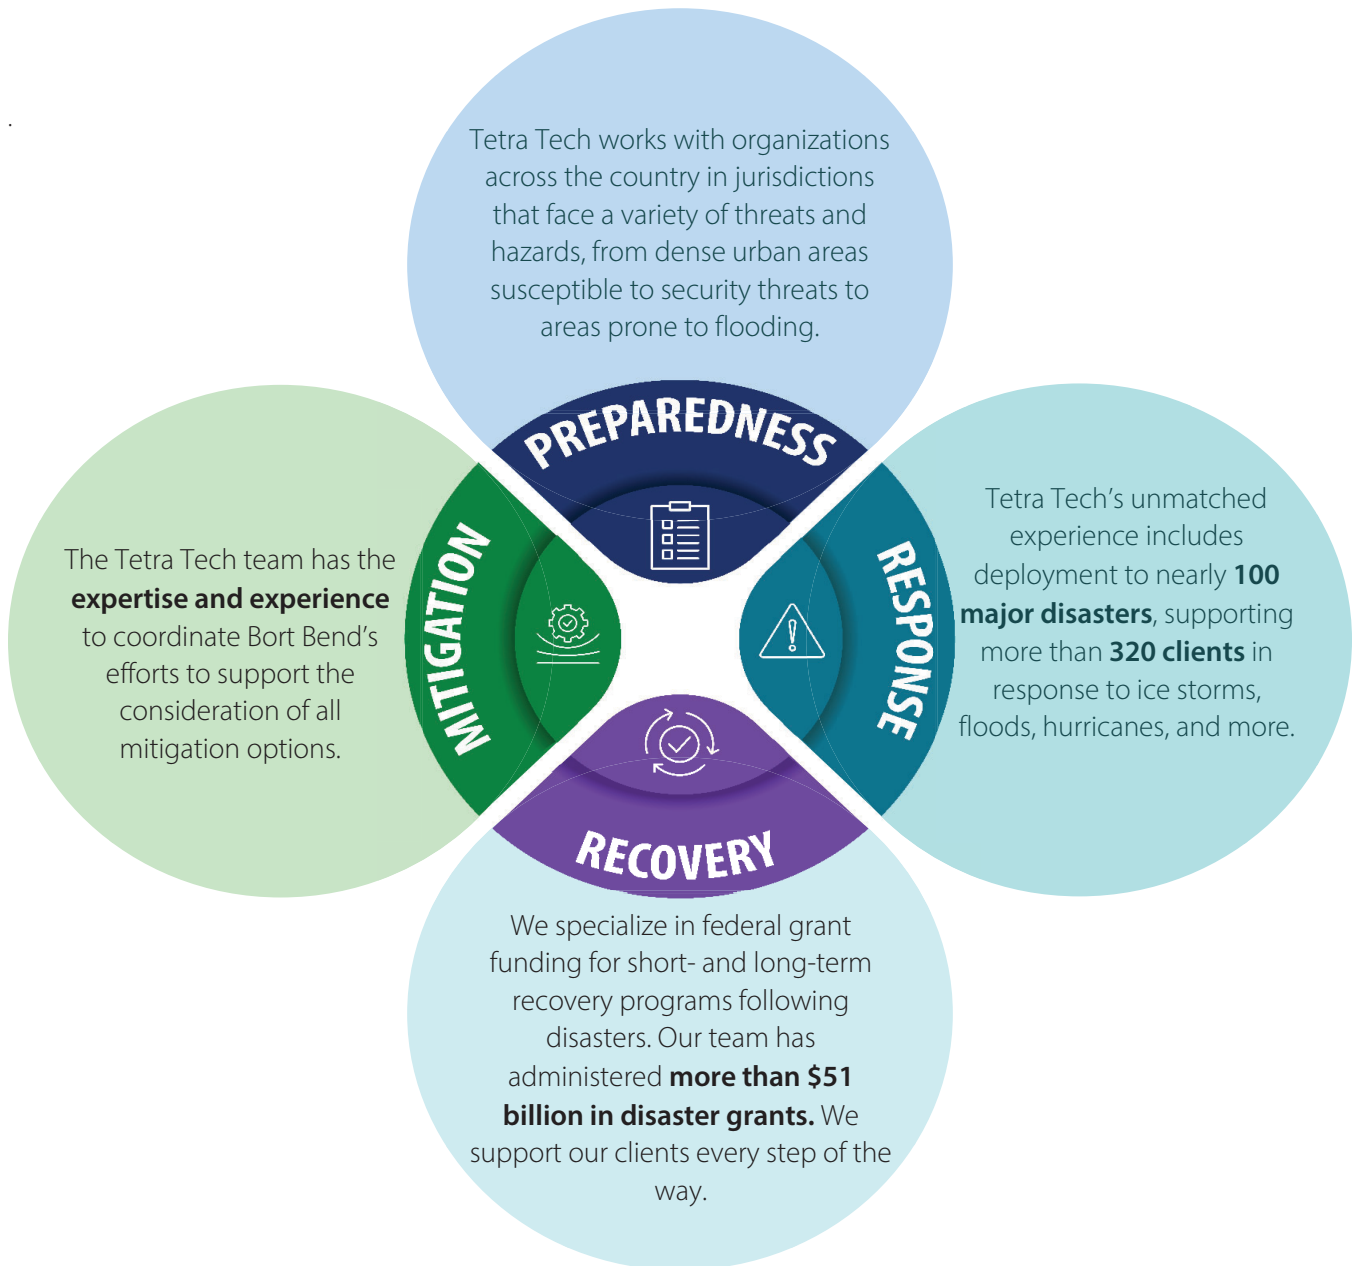 .
Tetra Tech works with organizations
across the country in jurisdictions
that face a variety of threats and
hazards, from dense urban areas
susceptible to security threats to
areas prone to flooding.
PREPAREDNESS
The Tetra Tech team has the
expertise and experience
to coordinate Bort Bend’s
efforts to support the
consideration of all
mitigation options.
MITIGATION
RESPONSE
Tetra Tech’s unmatched
experience includes
deployment to nearly 100
major disasters, supporting
more than 320 clients in
response to ice storms,
floods, hurricanes, and more.
RECOVERY
We specialize in federal grant
funding for short- and long-term
recovery programs following
disasters. Our team has
administered more than $51
billion in disaster grants. We
support our clients every step of the
way.